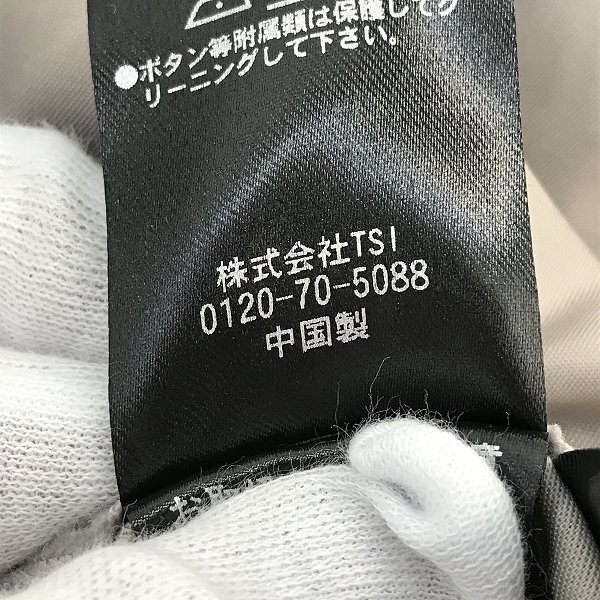 ●ボタン等附属類は保護してク
リーニングして下さい。
株式会社TSI
0120-70-5088
中国製